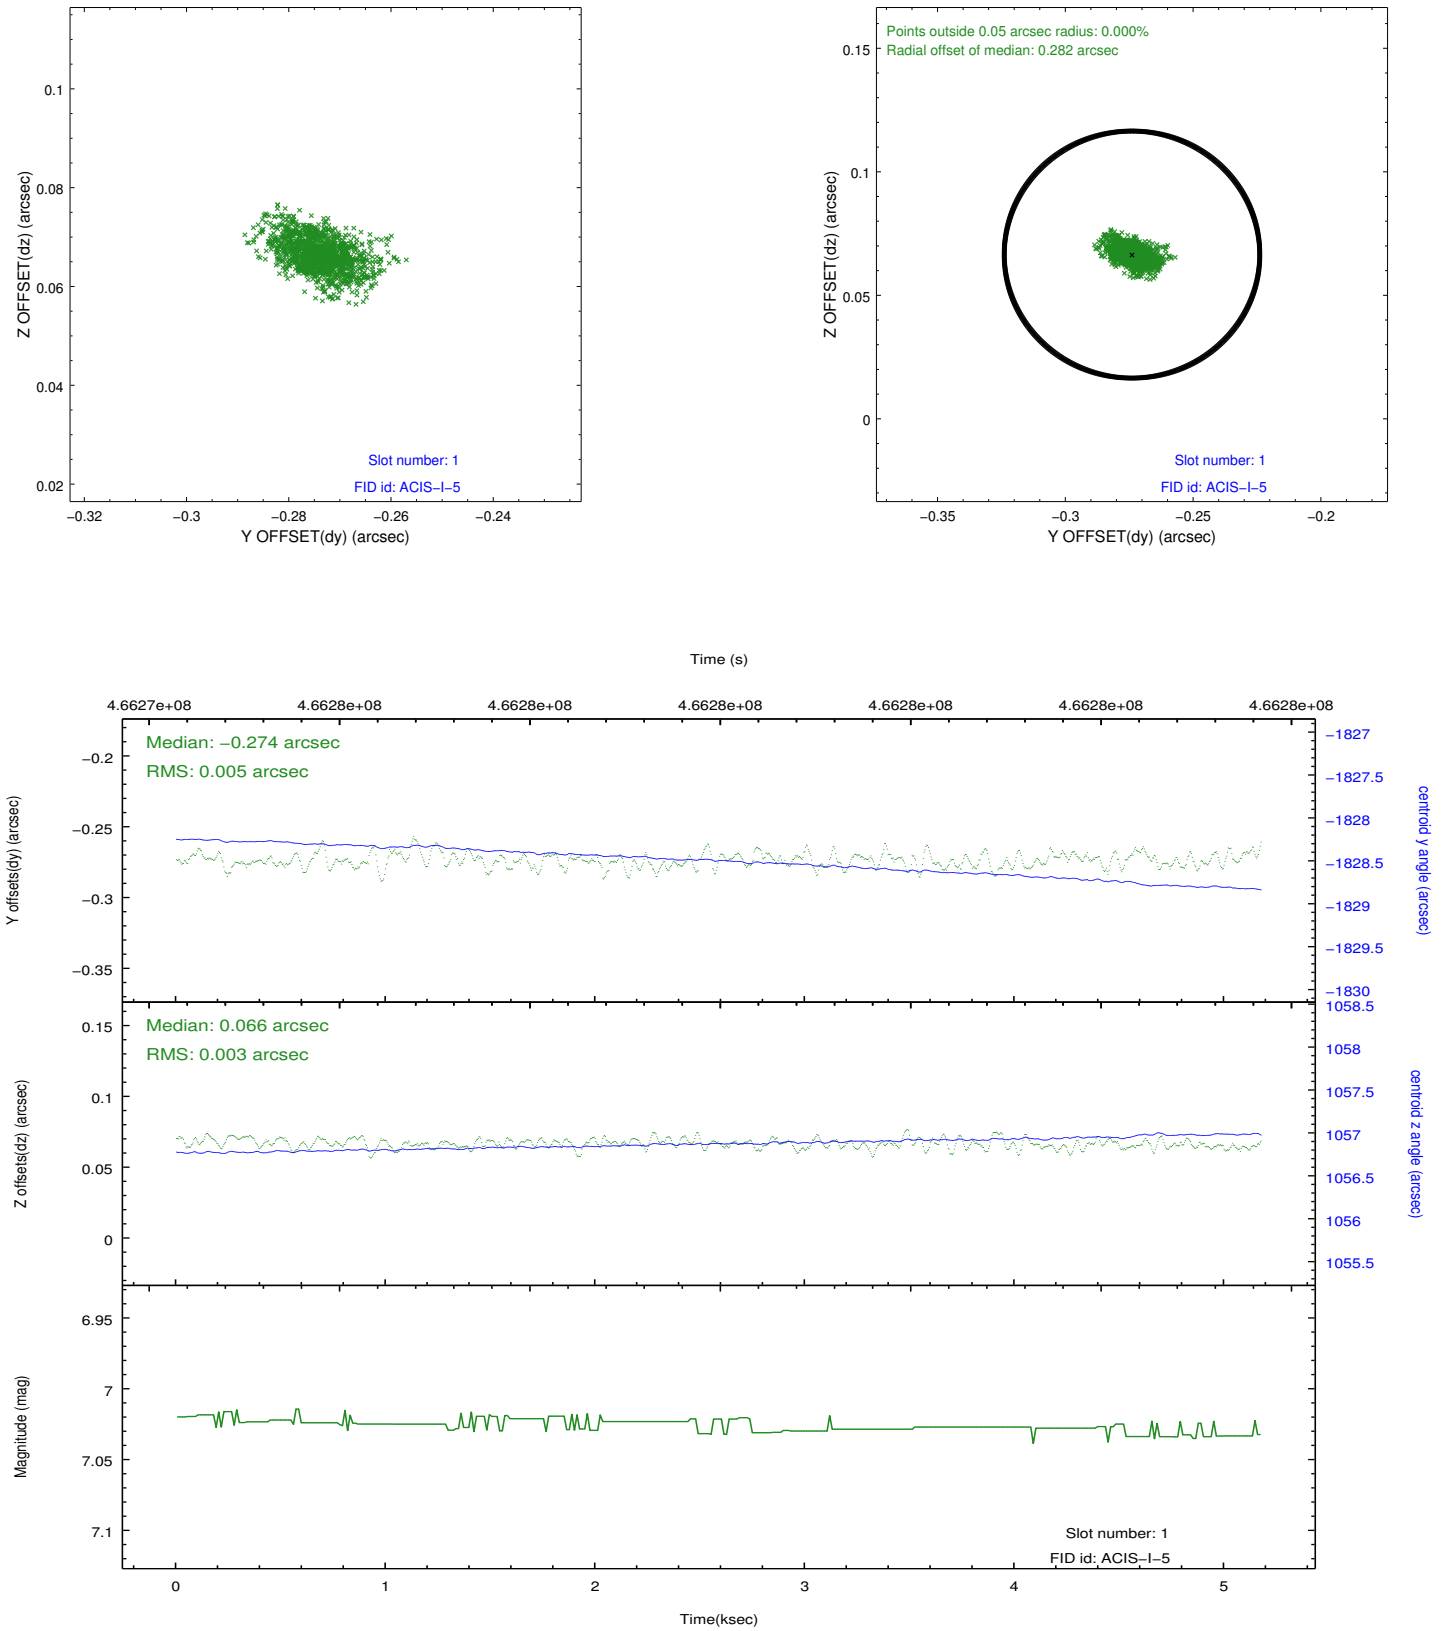 0.1
0.08
0.06
0.04
0.02
Z OFFSET(dz) (arcsec)
Slot number: 1
FID id: ACIS−I−5
−0.32 −0.3 −0.28 −0.26 −0.24
Y OFFSET(dy) (arcsec)
Points outside 0.05 arcsec radius: 0.000%
Radial offset of median: 0.282 arcsec
0.15
0.1
0.05
0
Z OFFSET(dz) (arcsec)
Slot number: 1
FID id: ACIS−I−5
−0.35 −0.3 −0.25 −0.2
Y OFFSET(dy) (arcsec)
Time (s)
4.6627e+08 4.6628e+08 4.6628e+08 4.6628e+08 4.6628e+08 4.6628e+08 4.6628e+08
Median: −0.274 arcsec
RMS: 0.005 arcsec
−0.2
−0.25
−0.3
−0.35
Y offsets(dy) (arcsec)
−1827
−1827.5
−1828
−1828.5
−1829
−1829.5
−1830
centroid y angle (arcsec)
Median: 0.066 arcsec
RMS: 0.003 arcsec
0.15
0.1
0.05
0
Z offsets(dz) (arcsec)
1058.5
1058
1057.5
1057
1056.5
1056
1055.5
centroid z angle (arcsec)
6.95
7
7.05
7.1
Magnitude (mag)
Slot number: 1
FID id: ACIS−I−5
0 1 2 3 4 5
Time(ksec)